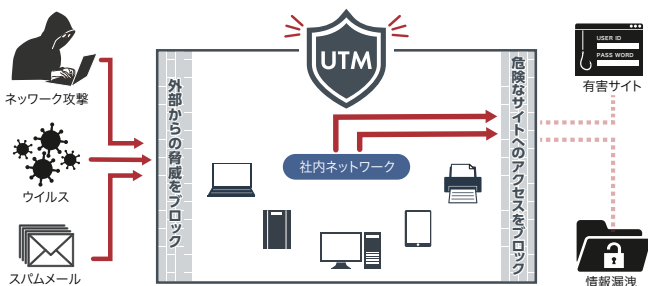 UTM
USER ID
PASS WORD
ネッワーク攻撃
有害サイト
外部からの脅威をブロック
危険なサイトへのアクセスをブロック
社内ネットワーク
ウイルス
スパムメール
情報漏洩